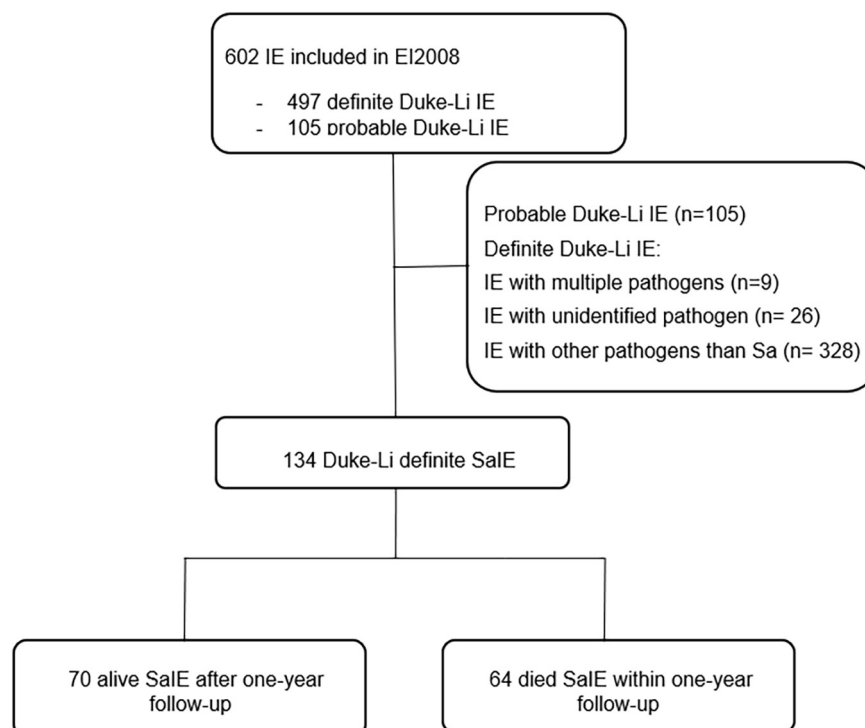 602 IE included in EI2008
- 497 definite Duke-Li IE
- 105 probable Duke-Li IE
Probable Duke-Li IE (n=105)
Definite Duke-Li IE:
IE with multiple pathogens (n=9)
IE with unidentified pathogen (n= 26)
IE with other pathogens than Sa (n= 328)
134 Duke-Li definite SaIE
70 alive SaIE after one-year
follow-up
64 died SaIE within one-year
follow-up